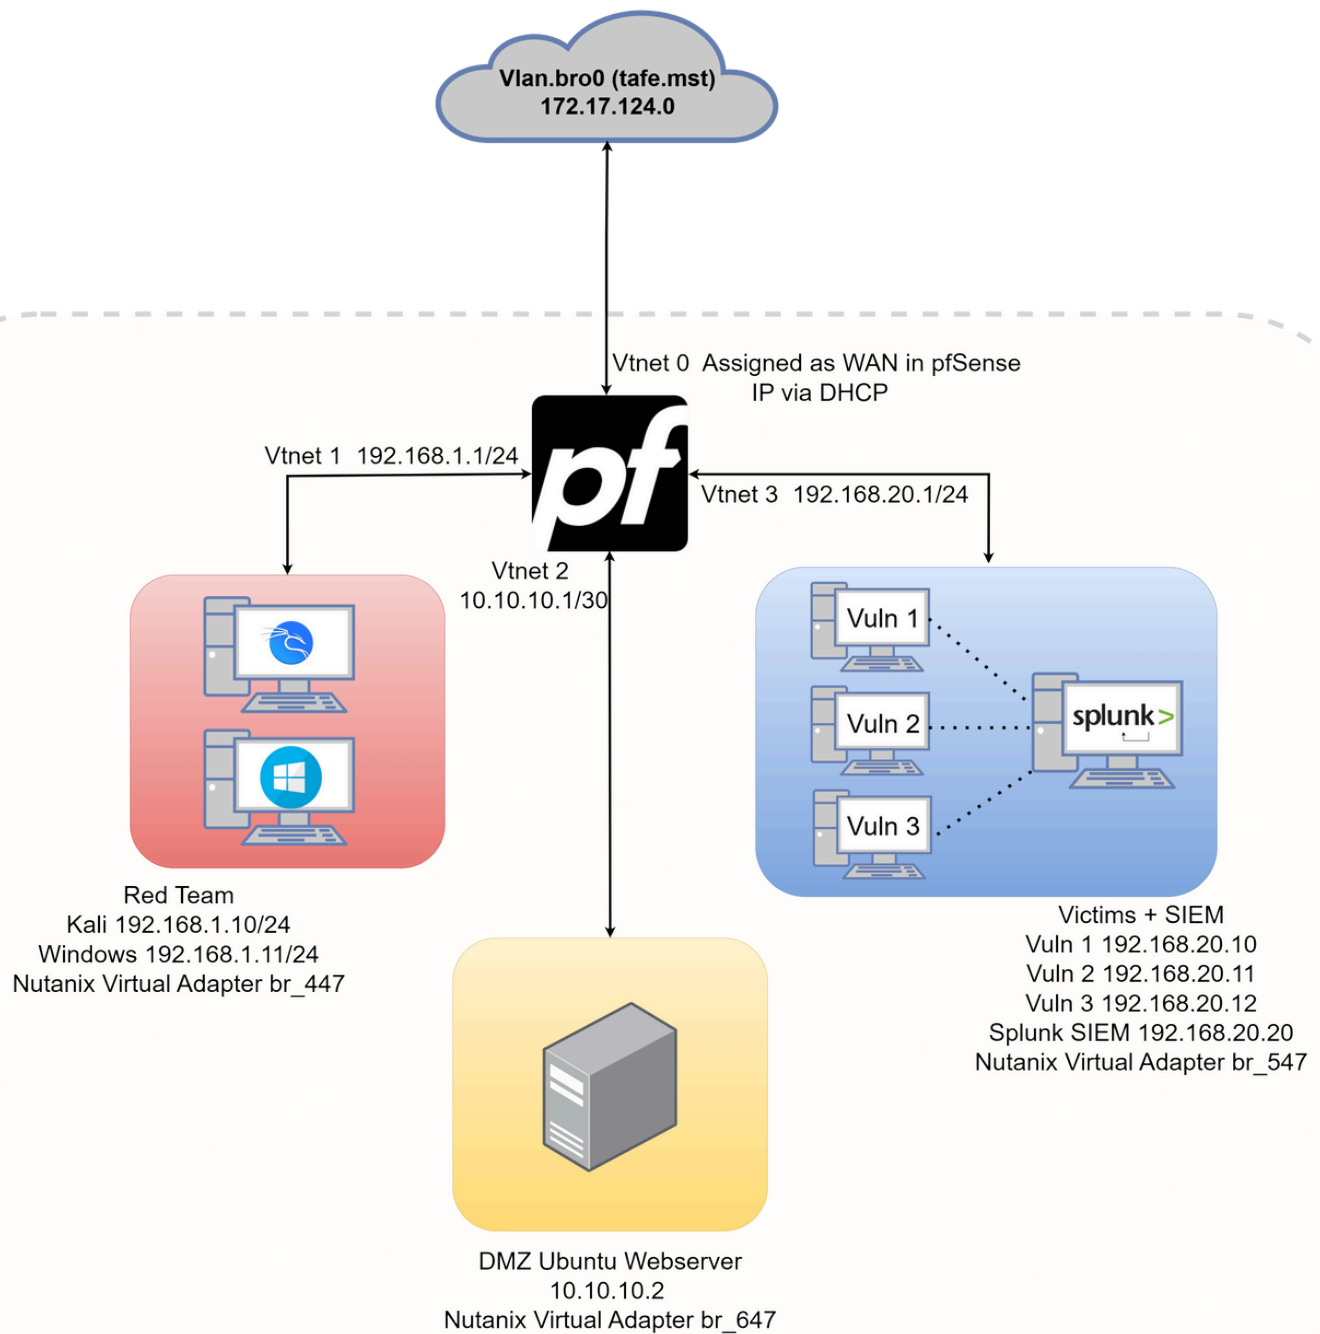 Vlan.bro0 (tafe.mst)
172.17.124.0
Vtnet 0  Assigned as WAN in pfSense
IP via DHCP
pf
Vtnet 1  192.168.1.1/24
Vtnet 3  192.168.20.1/24
Vtnet 2
10.10.10.1/30
Vuln 1
Vuln 2
Vuln 3
splunk>
Red Team
Kali 192.168.1.10/24
Windows 192.168.1.11/24
Nutanix Virtual Adapter br_447
Victims + SIEM
Vuln 1 192.168.20.10
Vuln 2 192.168.20.11
Vuln 3 192.168.20.12
Splunk SIEM 192.168.20.20
Nutanix Virtual Adapter br_547
DMZ Ubuntu Webserver
10.10.10.2
Nutanix Virtual Adapter br_647